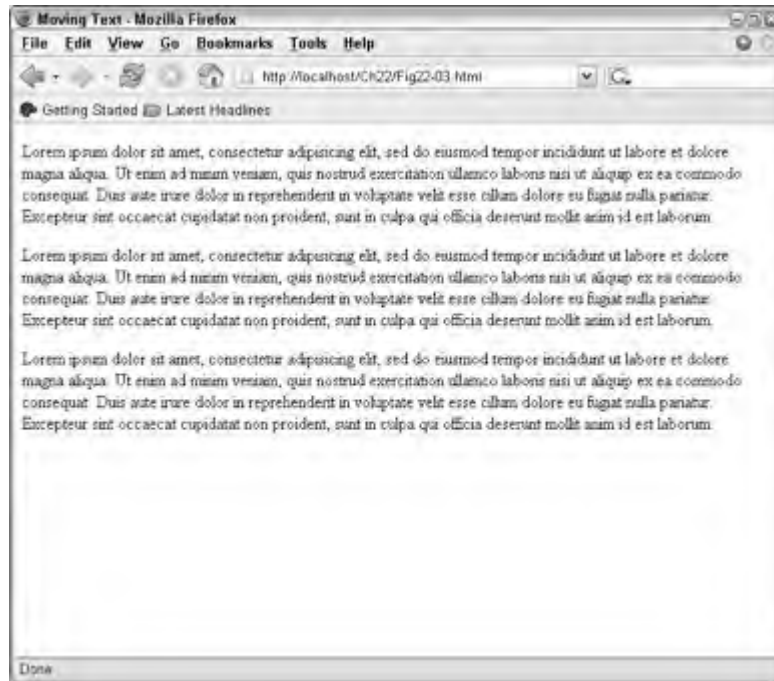 Moving Text - Mozilla Firefox
File Edit View Go Bookmarks Tools Help
http://localhost/Ch22/Fig22-03.html G
Getting Started Latest Headlines
Lorem ipsum dolor sit amet, consectetur adipisicing elit, sed do eiusmod tempor incididunt ut labore et dolore
magna aliqua. Ut enim ad minim veniam, quis nostrud exercitation ullamco laboris nisi ut aliquip ex ea commodo
consequat. Duis aute irure dolor in reprehenderit in voluptate velit esse cillum dolore eu fugiat nulla pariatur.
Excepteur sint occaecat cupidatat non proident, sunt in culpa qui officia deserunt mollit anim id est laborum.
Lorem ipsum dolor sit amet, consectetur adipisicing elit, sed do eiusmod tempor incididunt ut labore et dolore
magna aliqua. Ut enim ad minim veniam, quis nostrud exercitation ullamco laboris nisi ut aliquip ex ea commodo
consequat. Duis aute irure dolor in reprehenderit in voluptate velit esse cillum dolore eu fugiat nulla pariatur.
Excepteur sint occaecat cupidatat non proident, sunt in culpa qui officia deserunt mollit anim id est laborum.
Lorem ipsum dolor sit amet, consectetur adipisicing elit, sed do eiusmod tempor incididunt ut labore et dolore
magna aliqua. Ut enim ad minim veniam, quis nostrud exercitation ullamco laboris nisi ut aliquip ex ea commodo
consequat. Duis aute irure dolor in reprehenderit in voluptate velit esse cillum dolore eu fugiat nulla pariatur.
Excepteur sint occaecat cupidatat non proident, sunt in culpa qui officia deserunt mollit anim id est laborum.
Done